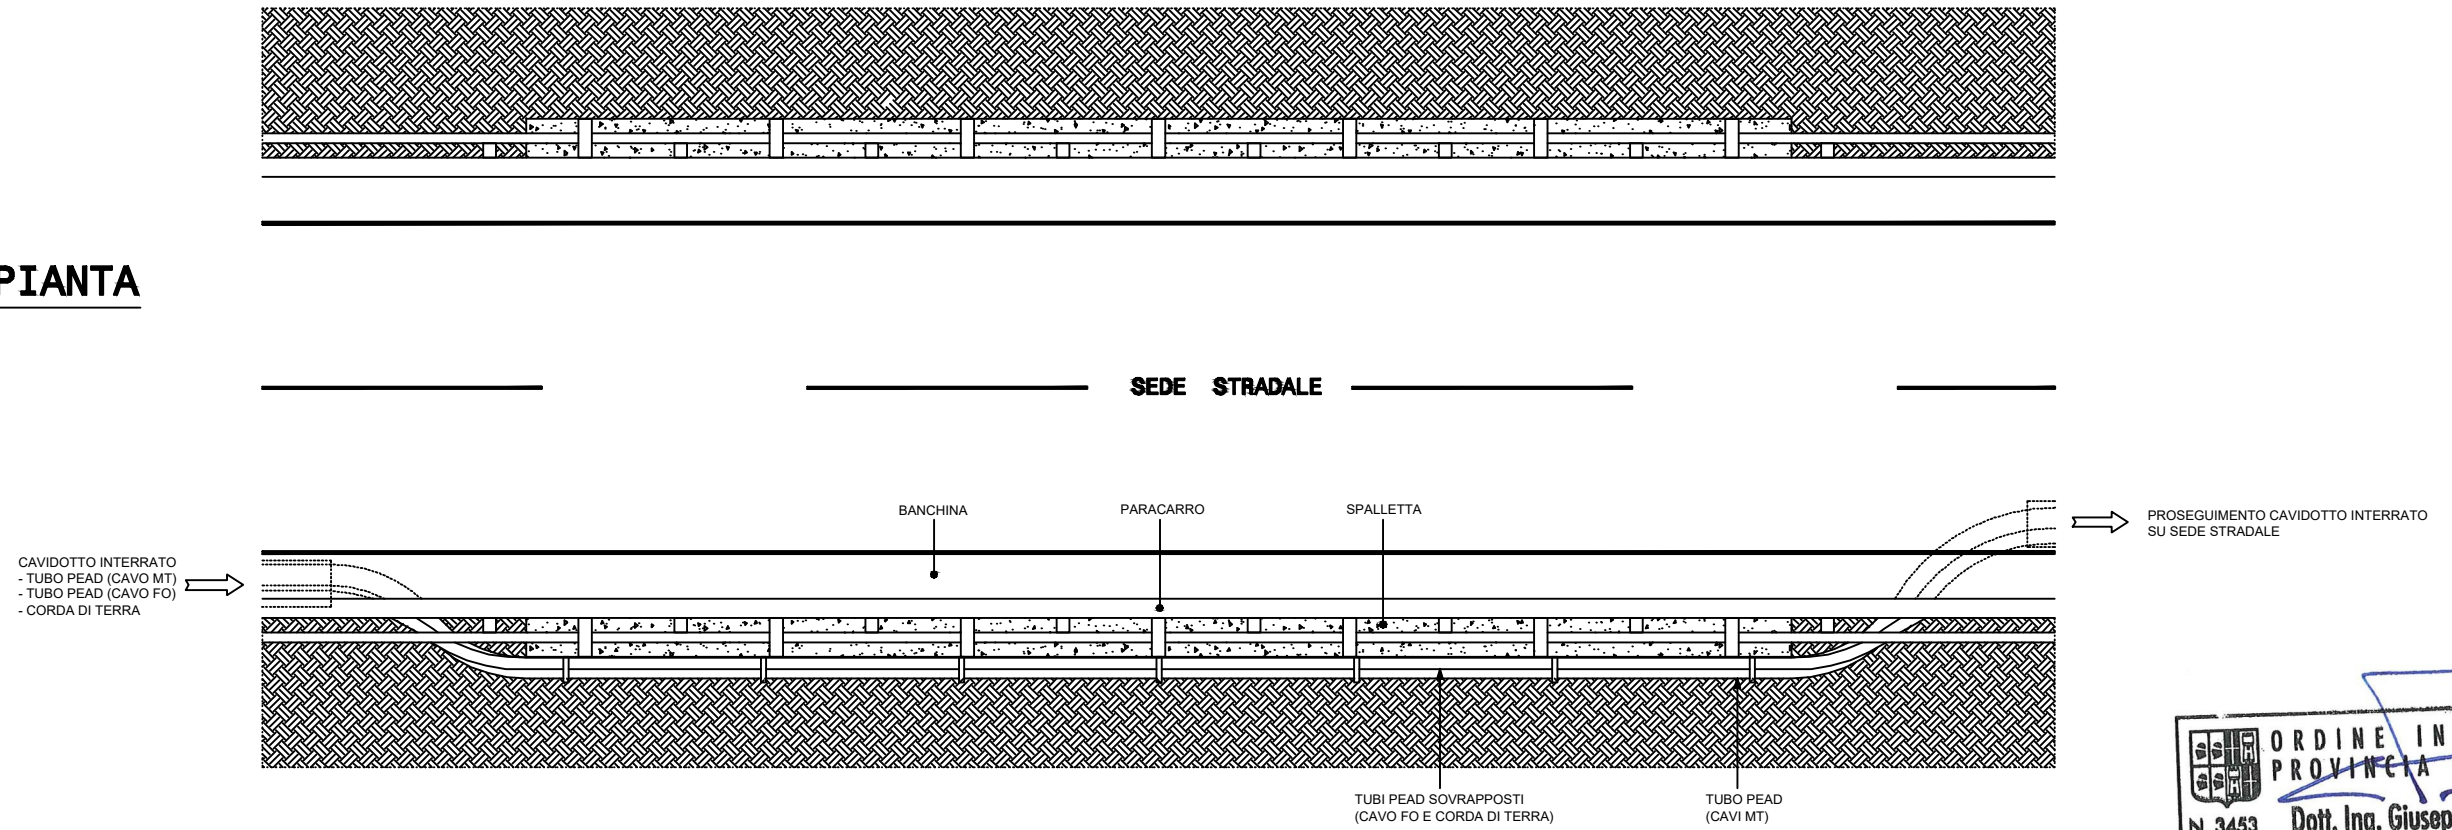 PIANTA
SEDE STRADALE
BANCHINA
PARACARRO
SPALLETTA
PROSEGUIMENTO CAVIDOTTO INTERRATO
SU SEDE STRADALE
CAVIDOTTO INTERRATO
- TUBO PEAD (CAVO MT)
- TUBO PEAD (CAVO FO)
- CORDA DI TERRA
TUBI PEAD SOVRAPPOSTI
(CAVO FO E CORDA DI TERRA)
TUBO PEAD
(CAVI MT)
ORDINE IN
PROVINCIA
Dott. Ing. Giusep
N. 3453